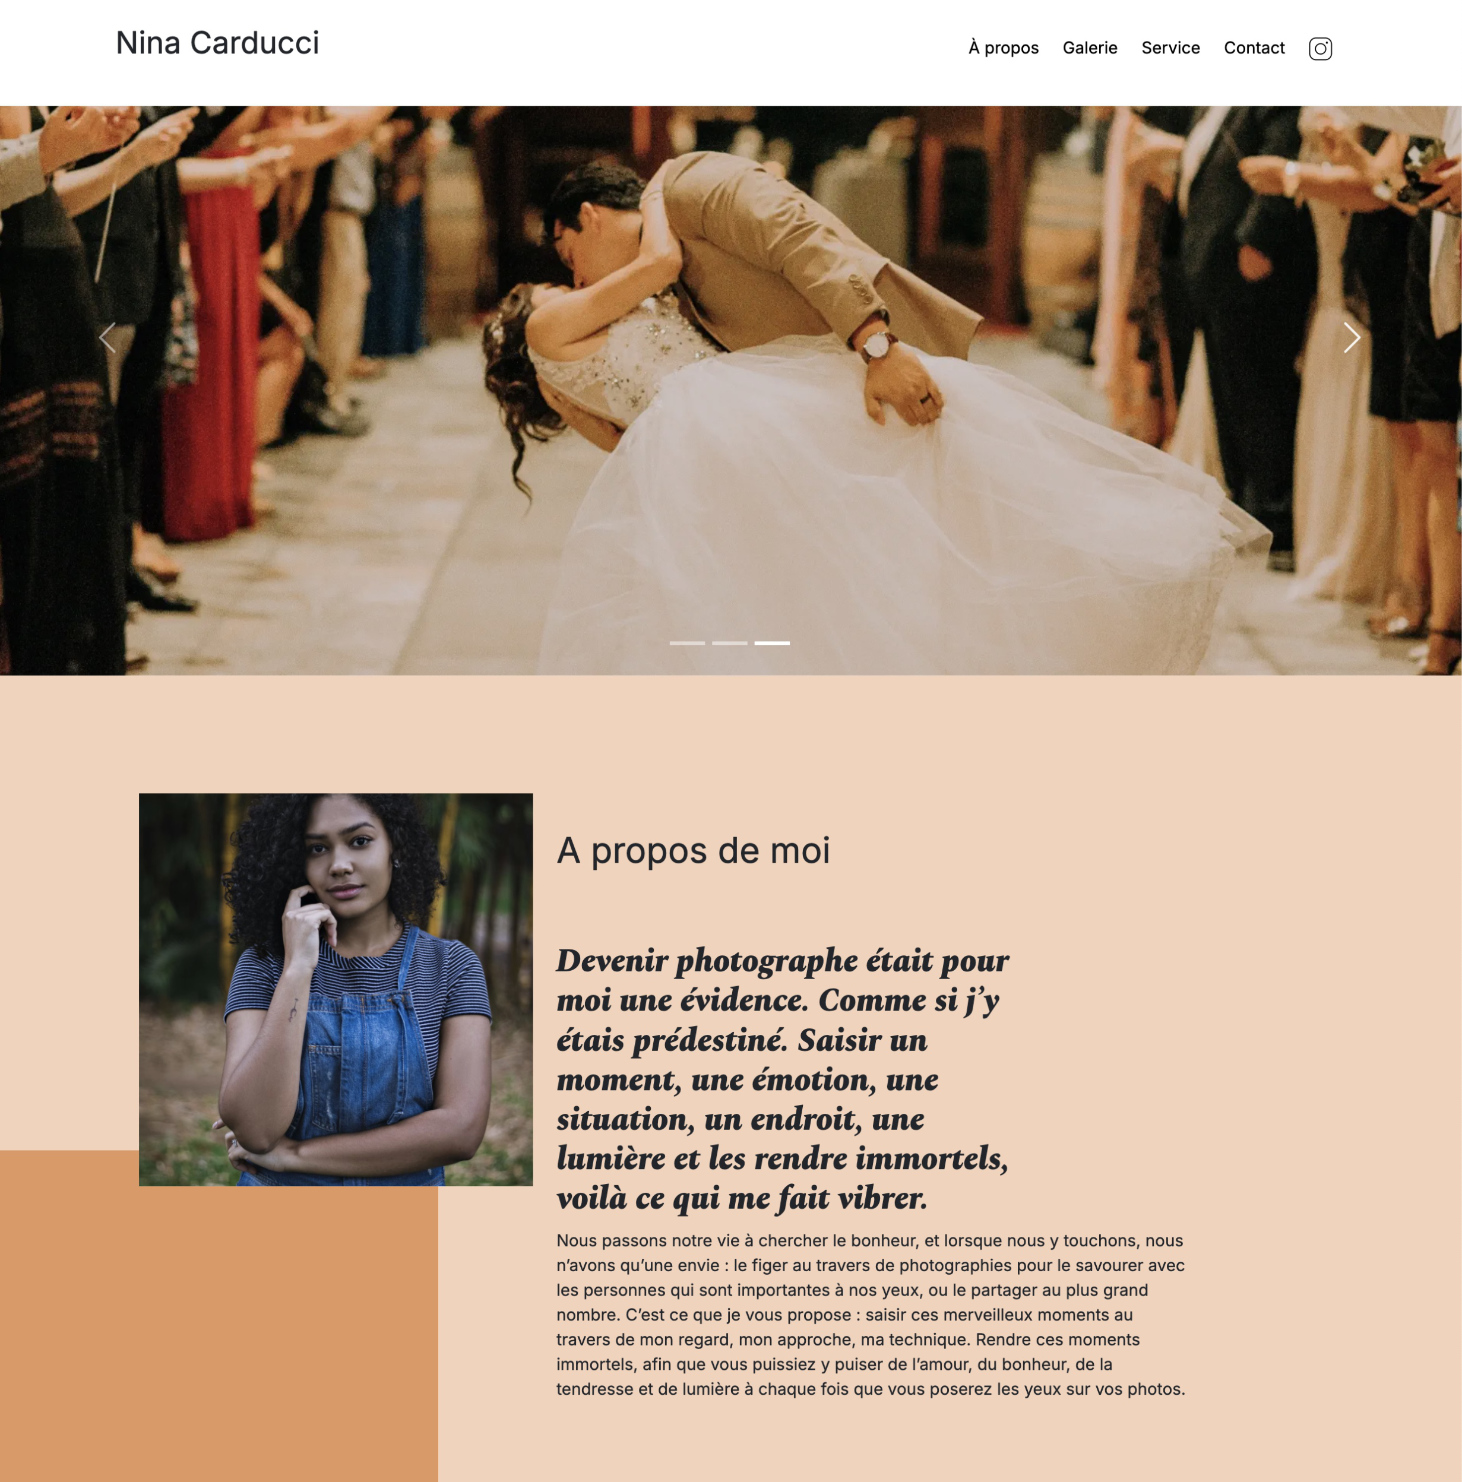 Nina Carducci
À propos Galerie Service Contact
A propos de moi
Devenir photographe était pour
moi une évidence. Comme si j’y
étais prédestiné. Saisir un
moment, une émotion, une
situation, un endroit, une
lumière et les rendre immortels,
voilà ce qui me fait vibrer.
Nous passons notre vie à chercher le bonheur, et lorsque nous y touchons, nous
n’avons qu’une envie : le figer au travers de photographies pour le savourer avec
les personnes qui sont importantes à nos yeux, ou le partager au plus grand
nombre. C’est ce que je vous propose : saisir ces merveilleux moments au
travers de mon regard, mon approche, ma technique. Rendre ces moments
immortels, afin que vous puissiez y puiser de l’amour, du bonheur, de la
tendresse et de lumière à chaque fois que vous poserez les yeux sur vos photos.